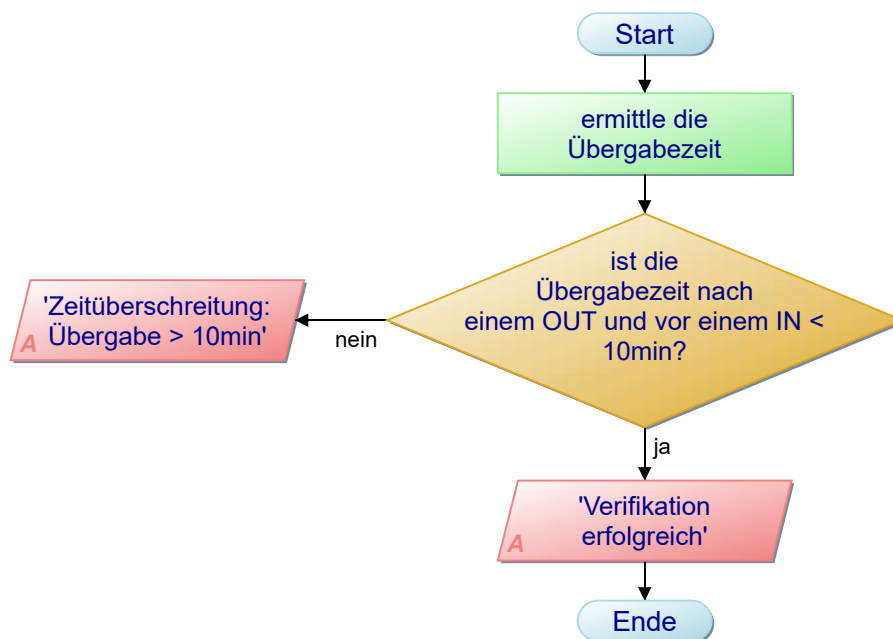 Start
ermittle die
Übergabezeit
ist die
Übergabezeit nach
einem OUT und vor einem IN <
10min?
nein
'Zeitüberschreitung:
Übergabe > 10min'
A
ja
'Verifikation
erfolgreich'
A
Ende